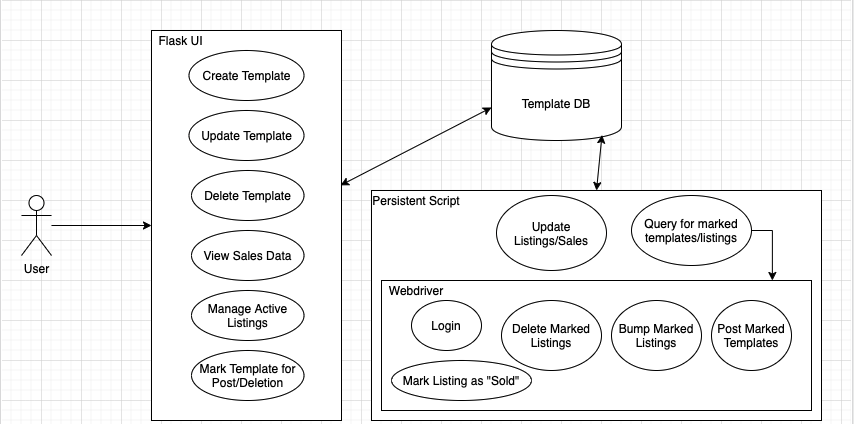 Flask UI
Create Template
Update Template
Delete Template
View Sales Data
Manage Active
Listings
Mark Template for
Post/Deletion
User
Template DB
Persistent Script
Update
Listings/Sales
Query for marked
templates/listings
Webdriver
Login
Delete Marked
Listings
Bump Marked
Listings
Post Marked
Templates
Mark Listing as "Sold"